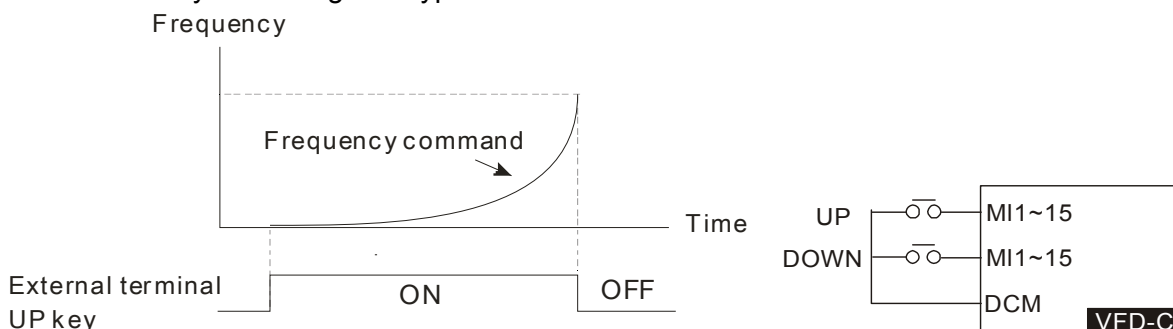 Frequency
Frequency command
Time
External terminal
UP key
ON
OFF
UP
DOWN
MI1~15
MI1~15
DCM
VFD-C